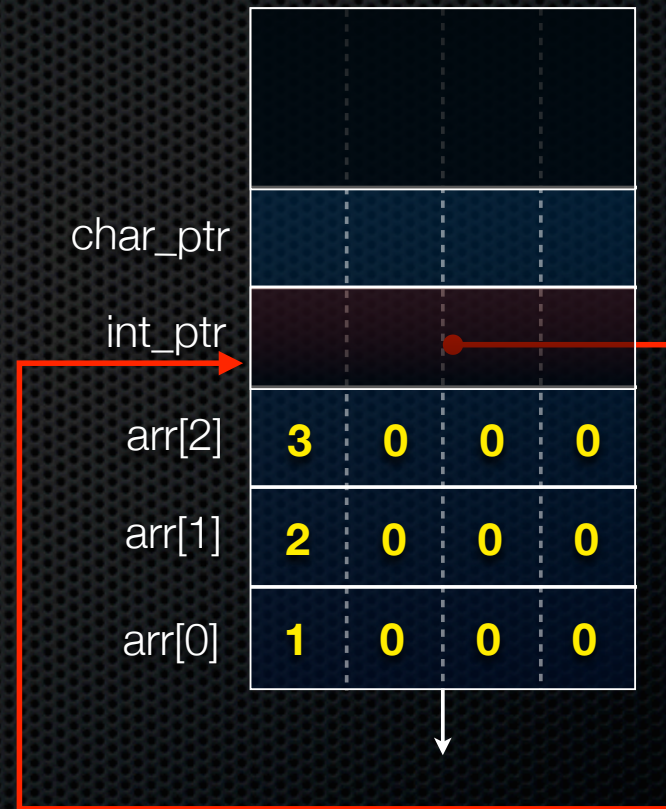 char_ptr
int_ptr
arr[2] 3 0 0 0
arr[1] 2 0 0 0
arr[0] 1 0 0 0